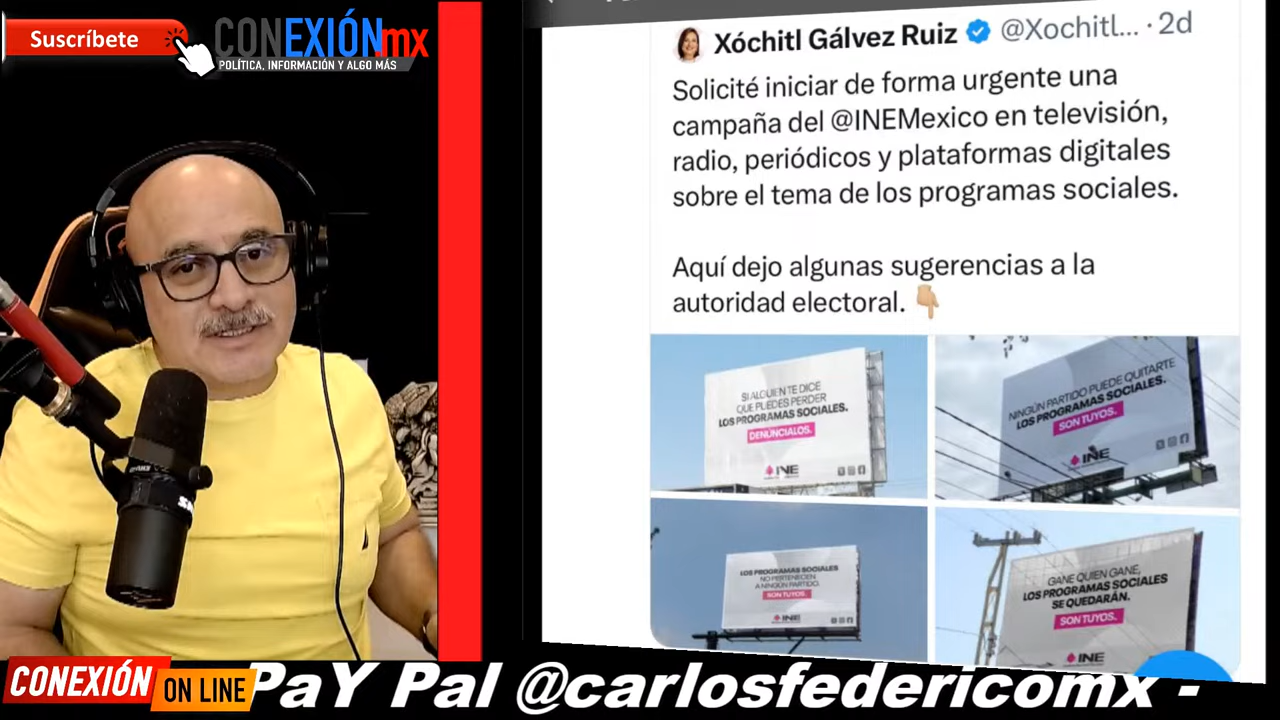 Suscríbete
CONEXIÓNmx
POLÍTICA, INFORMACIÓN Y ALGO MÁS
Xóchitl Gálvez Ruiz @Xochitl... · 2d
Solicité iniciar de forma urgente una
campaña del @INEMexico en televisión,
radio, periódicos y plataformas digitales
sobre el tema de los programas sociales.
Aquí dejo algunas sugerencias a la
autoridad electoral.
SI ALGUIEN TE DICE
QUE PUEDES PERDER
LOS PROGRAMAS SOCIALES.
DENÚNCIALOS.
INE
NINGÚN PARTIDO PUEDE QUITARTE
LOS PROGRAMAS SOCIALES.
SON TUYOS.
INE
LOS PROGRAMAS SOCIALES
NO PERTENECEN
A NINGÚN PARTIDO.
SON TUYOS.
INE
GANE QUIEN GANE,
LOS PROGRAMAS SOCIALES
SE QUEDARÁN.
SON TUYOS.
INE
CONEXIÓN
ON LINE
PaY Pal @carlosfedericomx -